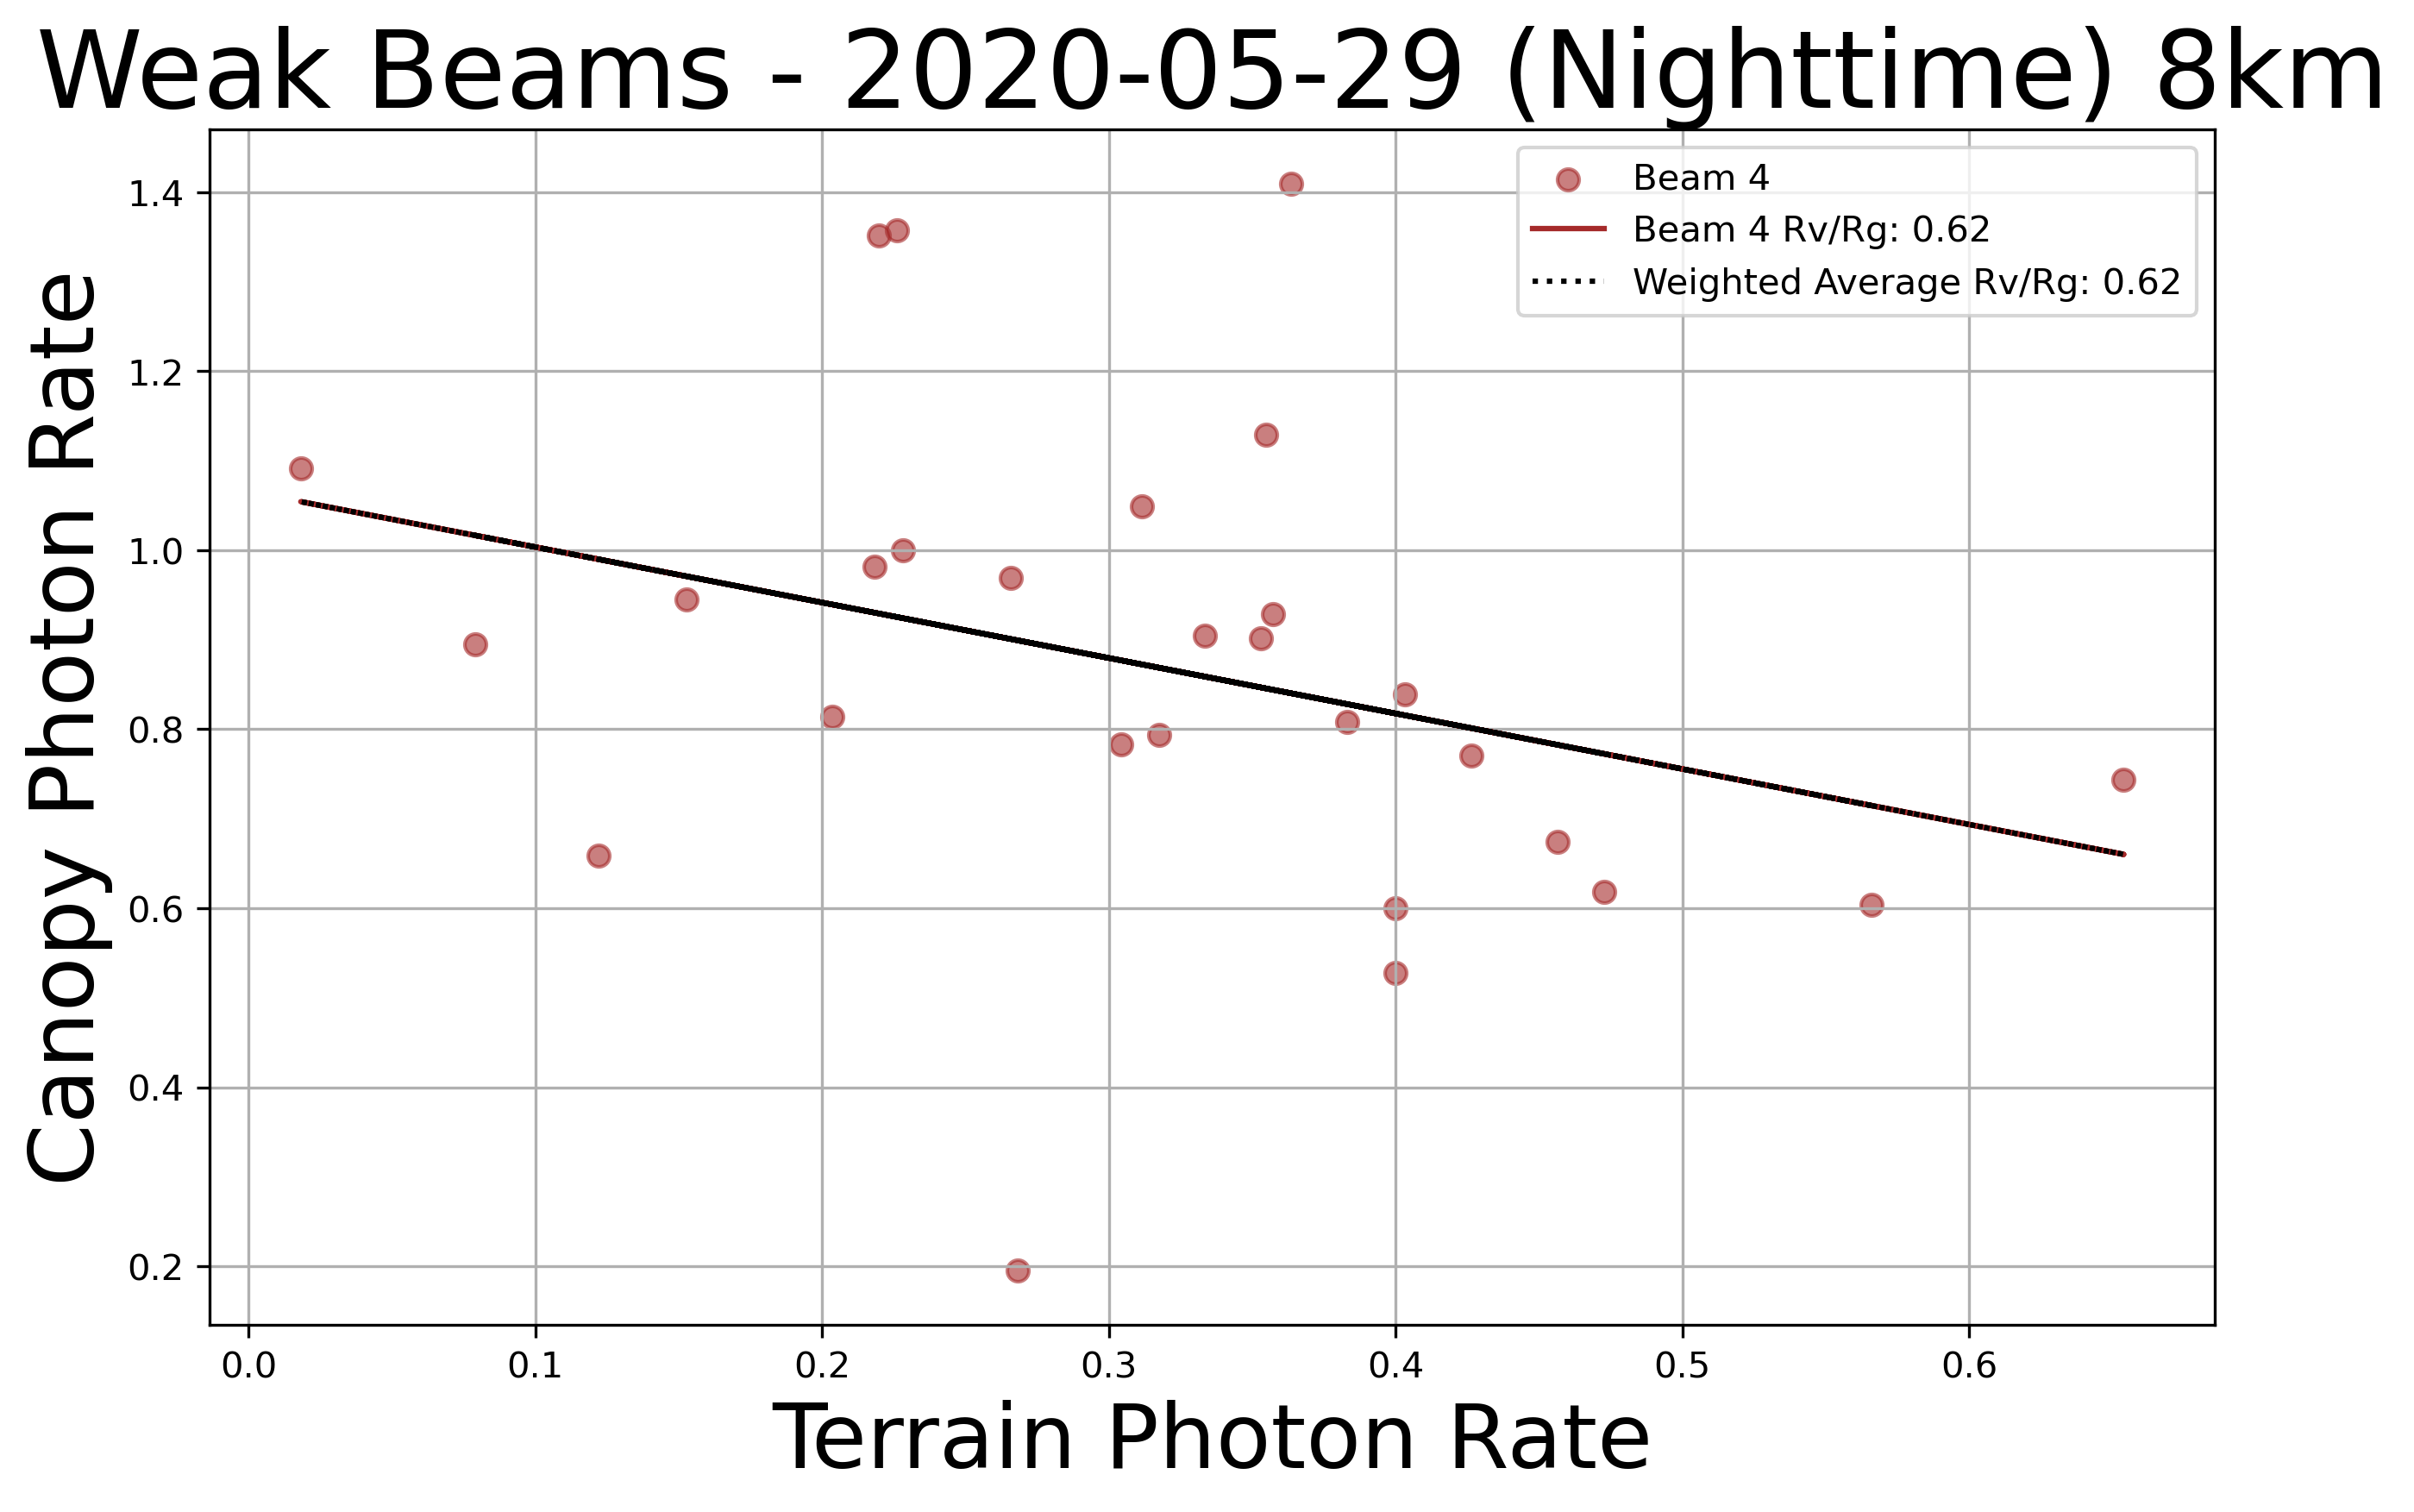 Weak Beams - 2020-05-29 (Nighttime) 8km
Beam 4
Beam 4 Rv/Rg: 0.62
Weighted Average Rv/Rg: 0.62
Canopy Photon Rate
1.4
1.2
1.0
0.8
0.6
0.4
0.2
0.0 0.1 0.2 0.3 0.4 0.5 0.6
Terrain Photon Rate